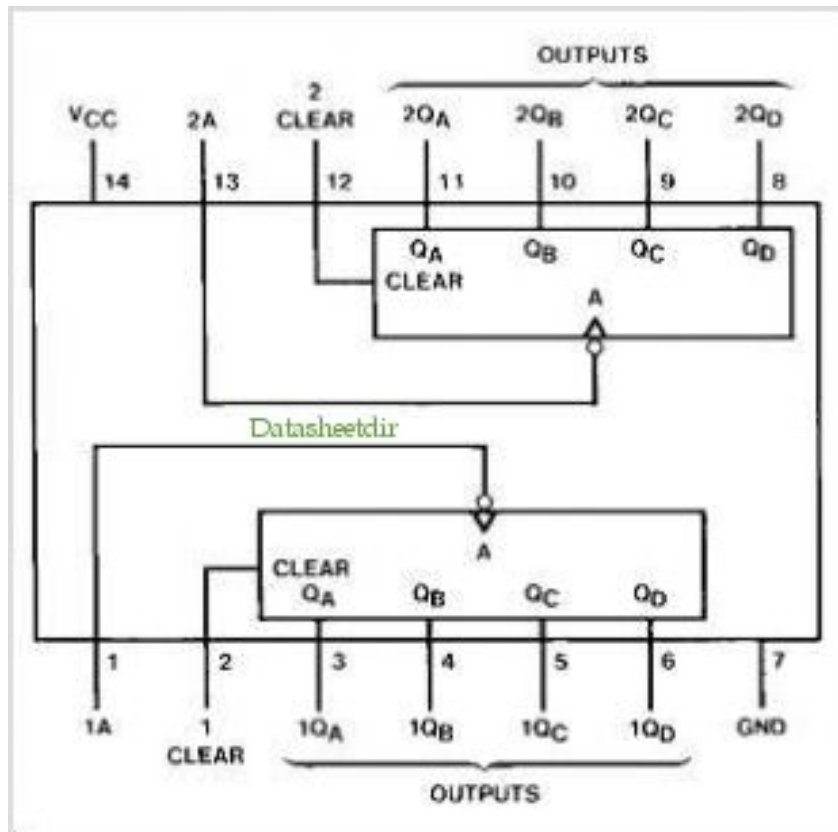 OUTPUTS
2
VCC 2A CLEAR 2QA 2QB 2QC 2QD
14 13 12 11 10 9 8
QA QB QC QD
CLEAR
A
Datasheetdir
A
CLEAR
QA QB QC QD
1 2 3 4 5 6 7
1A 1 1QA 1QB 1QC 1QD GND
CLEAR
OUTPUTS